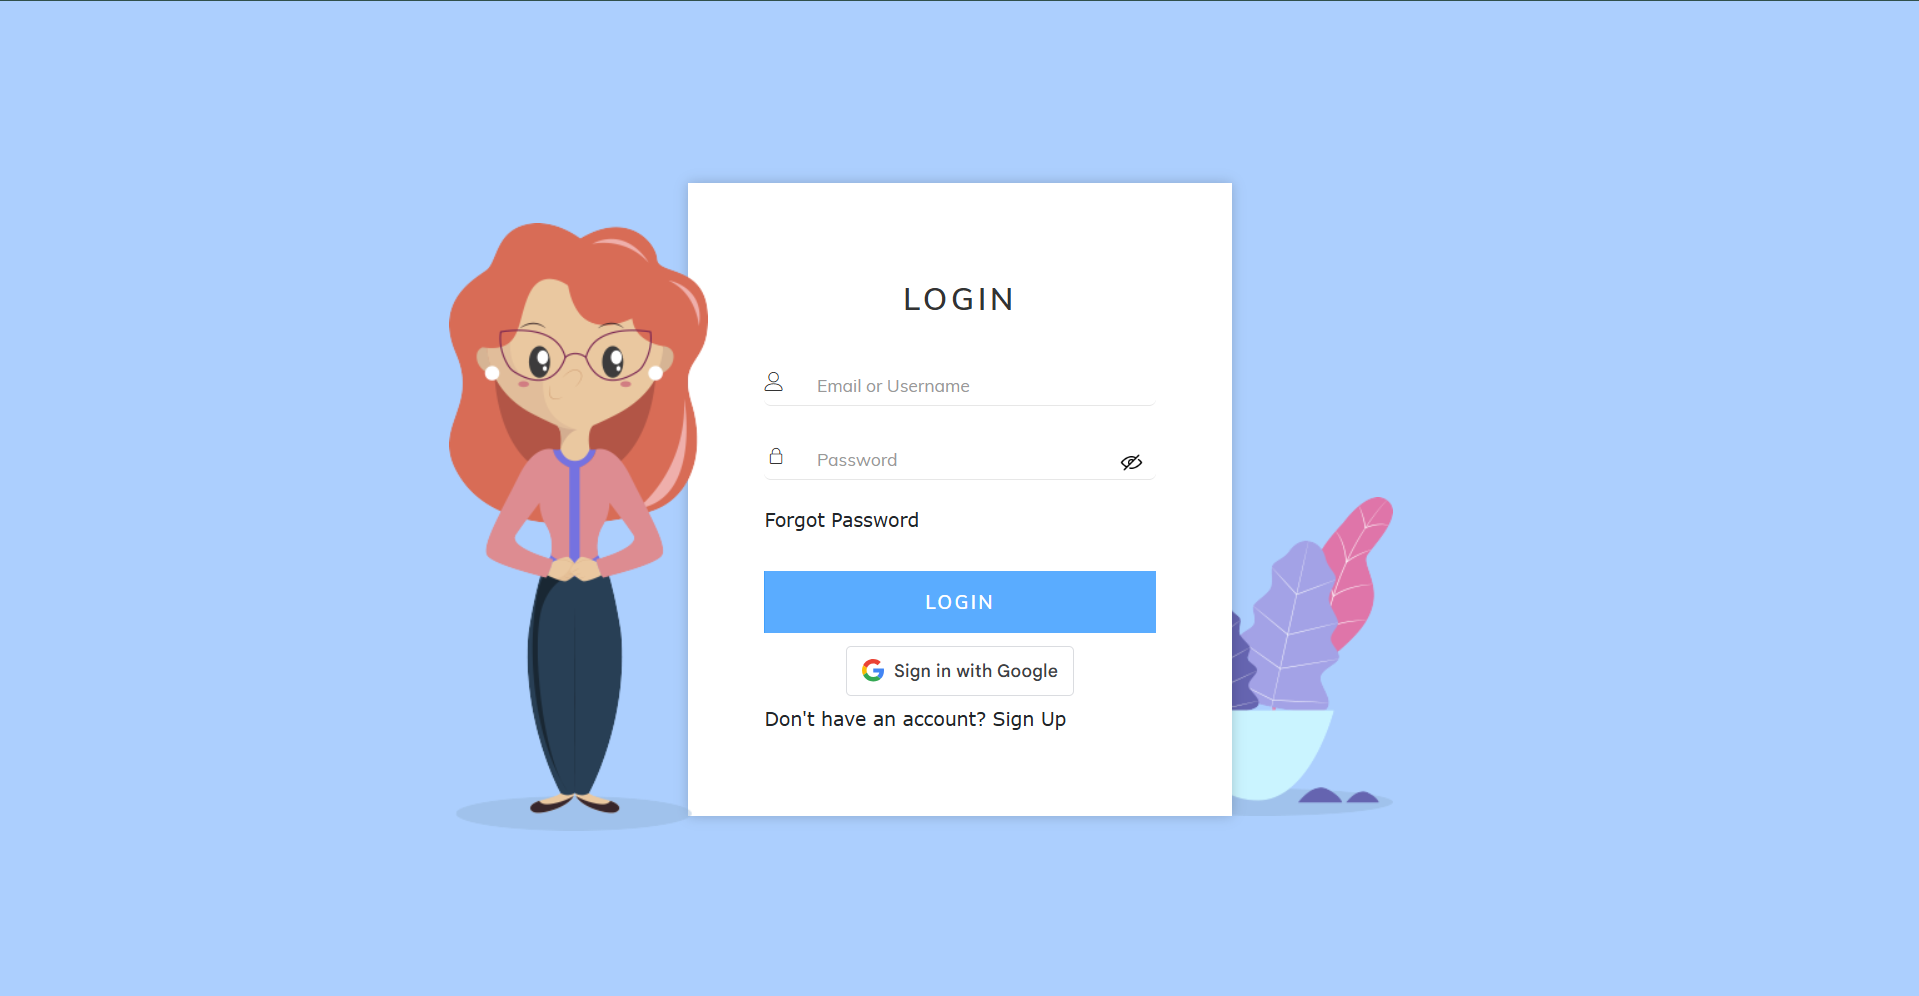 LOGIN
Email or Username
Password
Forgot Password
LOGIN
Sign in with Google
Don't have an account? Sign Up